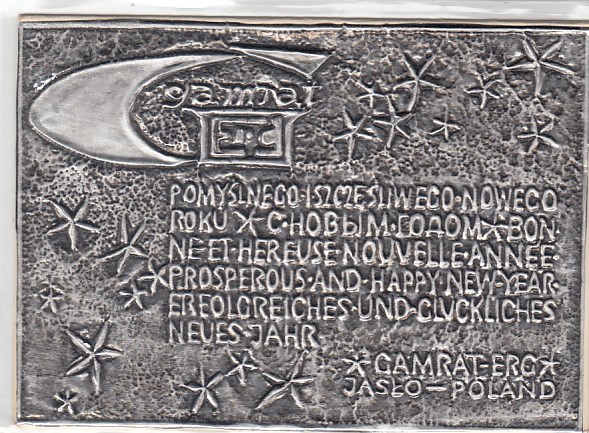 gamrat
ERG
POMYŚLNEGO·I·SZCZĘŚLIWEGO·NOWEGO
ROKU * С·НОВЫМ·ГОДОМ * BON-
NE·ET·HEREUSE·NOUVELLE·ANNÉE·
PROSPEROUS·AND·HAPPY·NEW·YEAR·
ERFOLGREICHES·UND·GLUCKLICHES
NEUES·JAHR
*GAMRAT-ERG*
JASŁO — POLAND